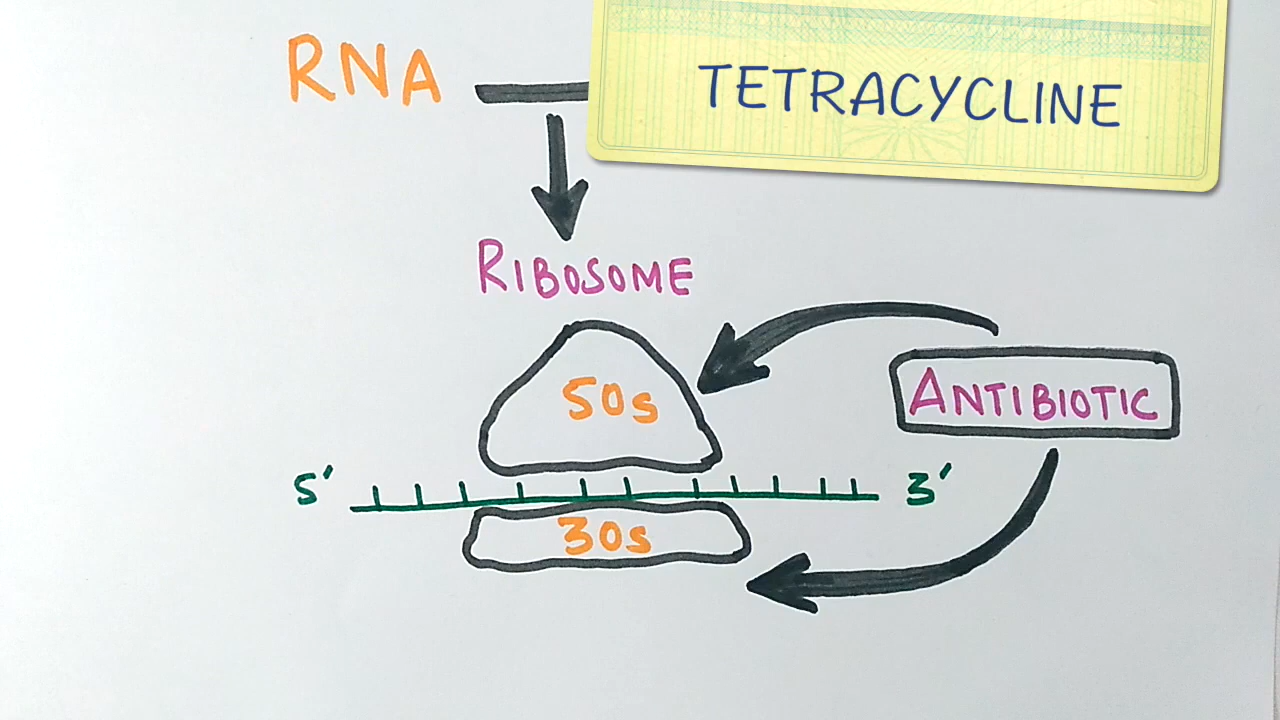 RNA
TETRACYCLINE
RIBOSOME
50s
ANTIBIOTIC
5' 3'
30s